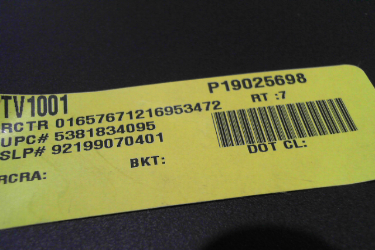 P19025698
TV1001
RT :7
RCTR 01657671216953472
UPC# 5381834095
SLP# 92199070401
DOT CL:
BKT:
RCRA: